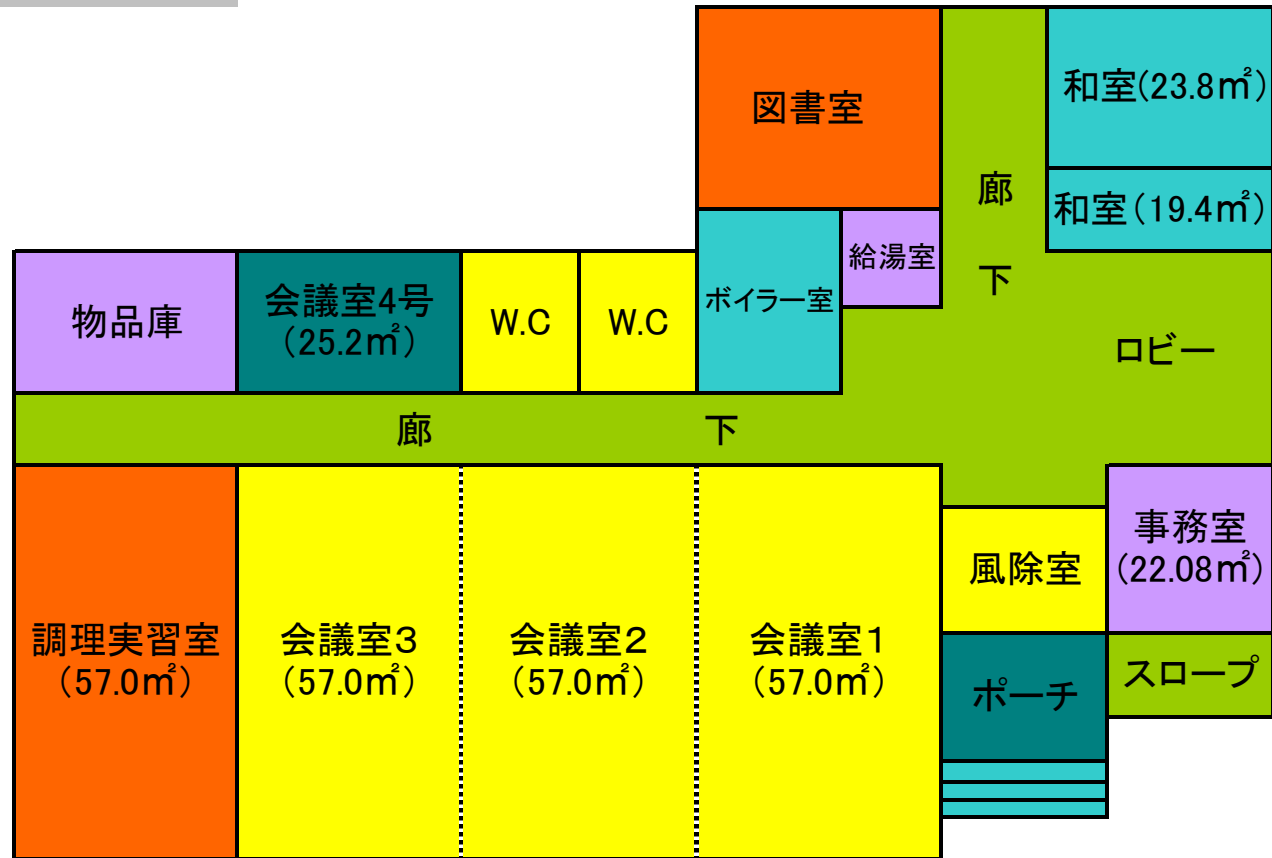 図書室
和室(23.8㎡)
廊
下
和室(19.4㎡)
給湯室
物品庫
会議室4号
(25.2㎡)
W.C
W.C
ボイラー室
ロビー
廊 下
事務室
(22.08㎡)
風除室
調理実習室
(57.0㎡)
会議室3
(57.0㎡)
会議室2
(57.0㎡)
会議室1
(57.0㎡)
ポーチ
スロープ